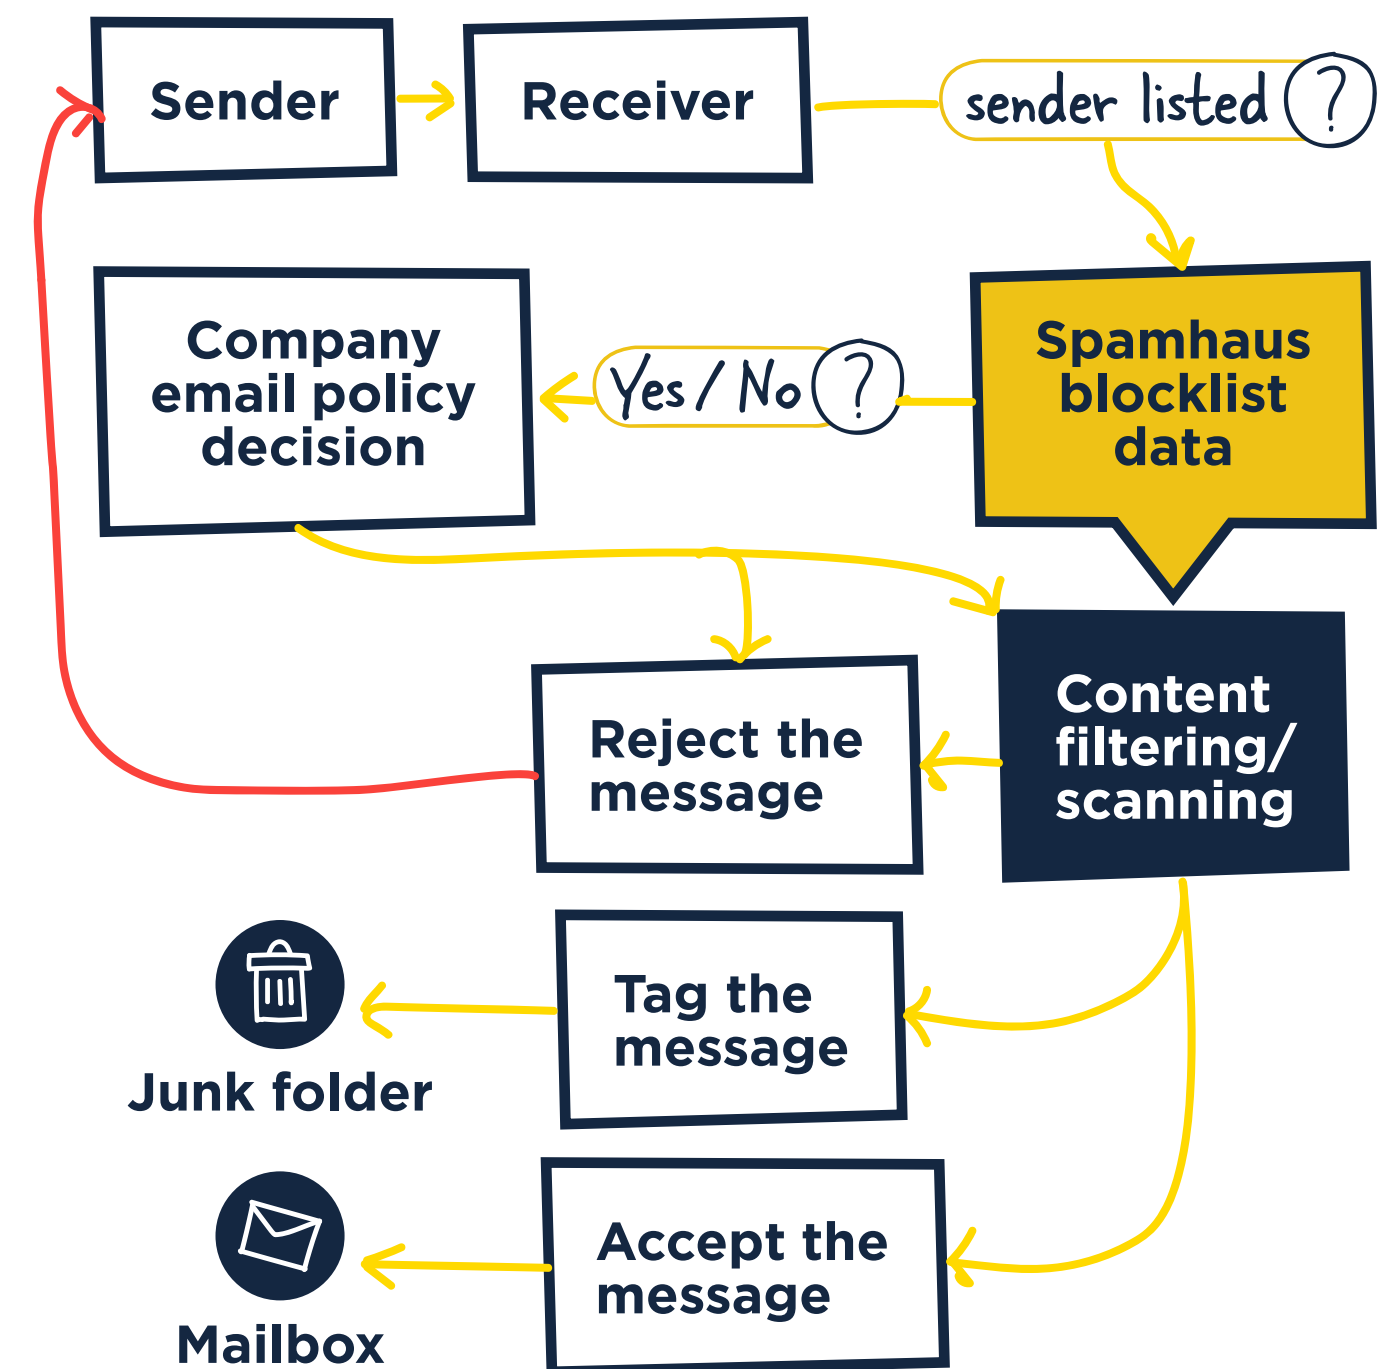 Sender
Receiver
sender listed ?
Company
email policy
decision
Yes / No ?
Spamhaus
blocklist
data
Reject the
message
Content
filtering/
scanning
Tag the
message
Junk folder
Accept the
message
Mailbox